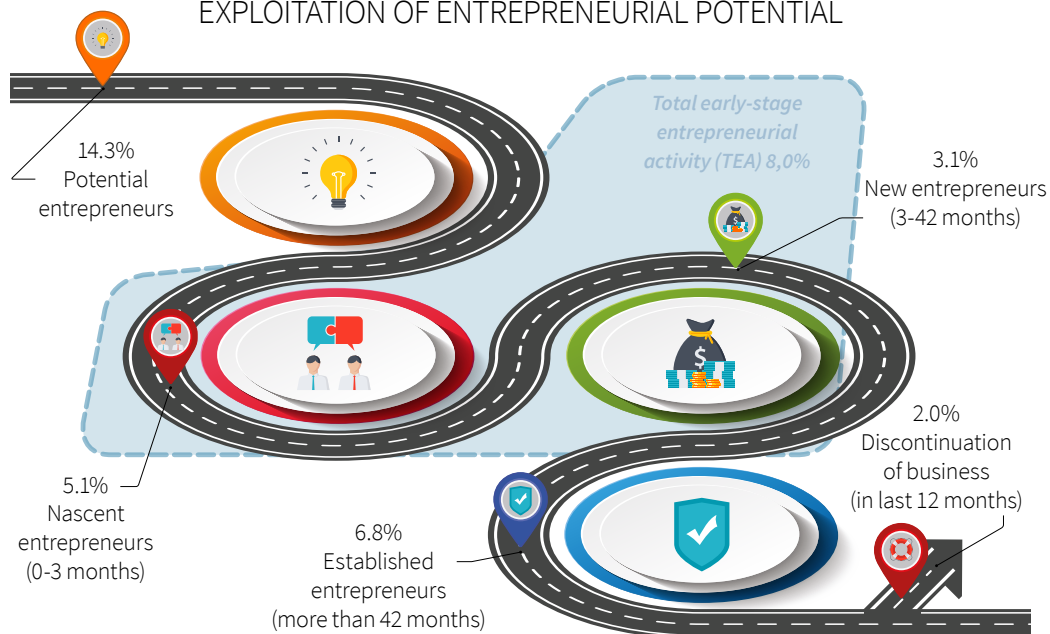 EXPLOITATION OF ENTREPRENEURIAL POTENTIAL
Total early-stage
entrepreneurial
activity (TEA) 8,0%
14.3%
Potential
entrepreneurs
3.1%
New entrepreneurs
(3-42 months)
$
$
5.1%
Nascent
entrepreneurs
(0-3 months)
6.8%
Established
entrepreneurs
(more than 42 months)
2.0%
Discontinuation
of business
(in last 12 months)